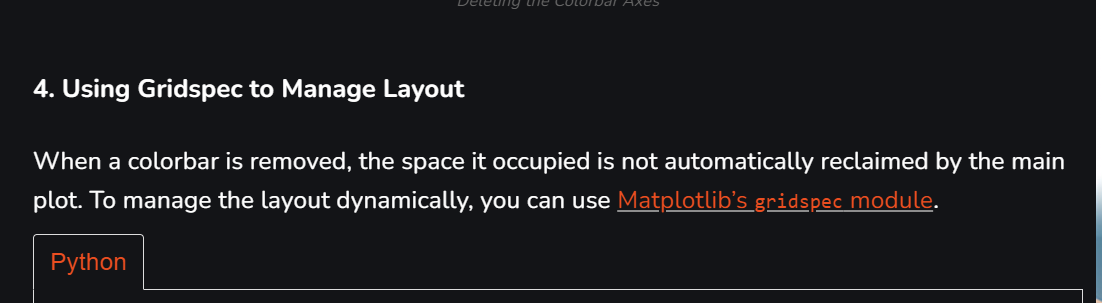 Deleting the Colorbar Axes
4. Using Gridspec to Manage Layout
When a colorbar is removed, the space it occupied is not automatically reclaimed by the main
plot. To manage the layout dynamically, you can use Matplotlib’s gridspec module.
Python